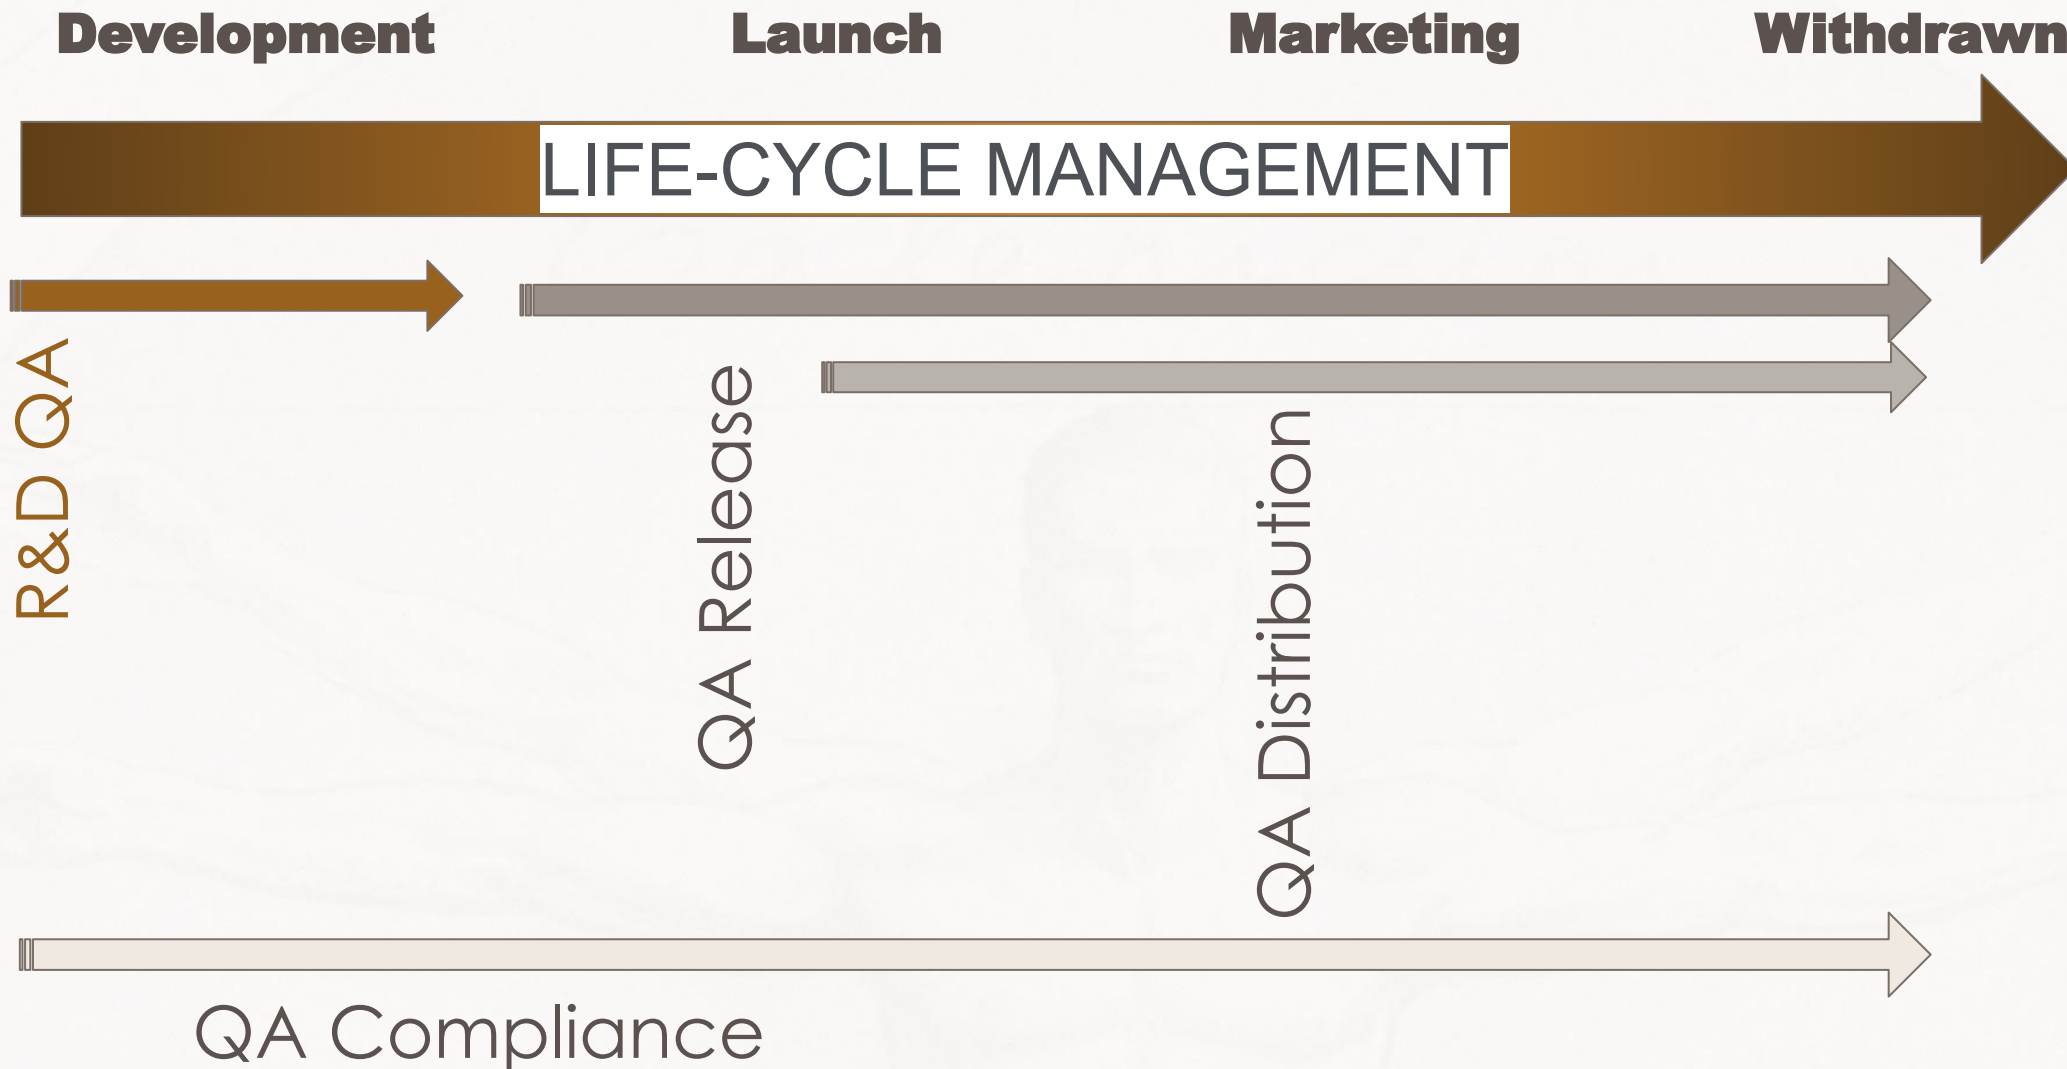 Development Launch Marketing Withdrawn
LIFE-CYCLE MANAGEMENT
R&D QA
QA Release
QA Distribution
QA Compliance